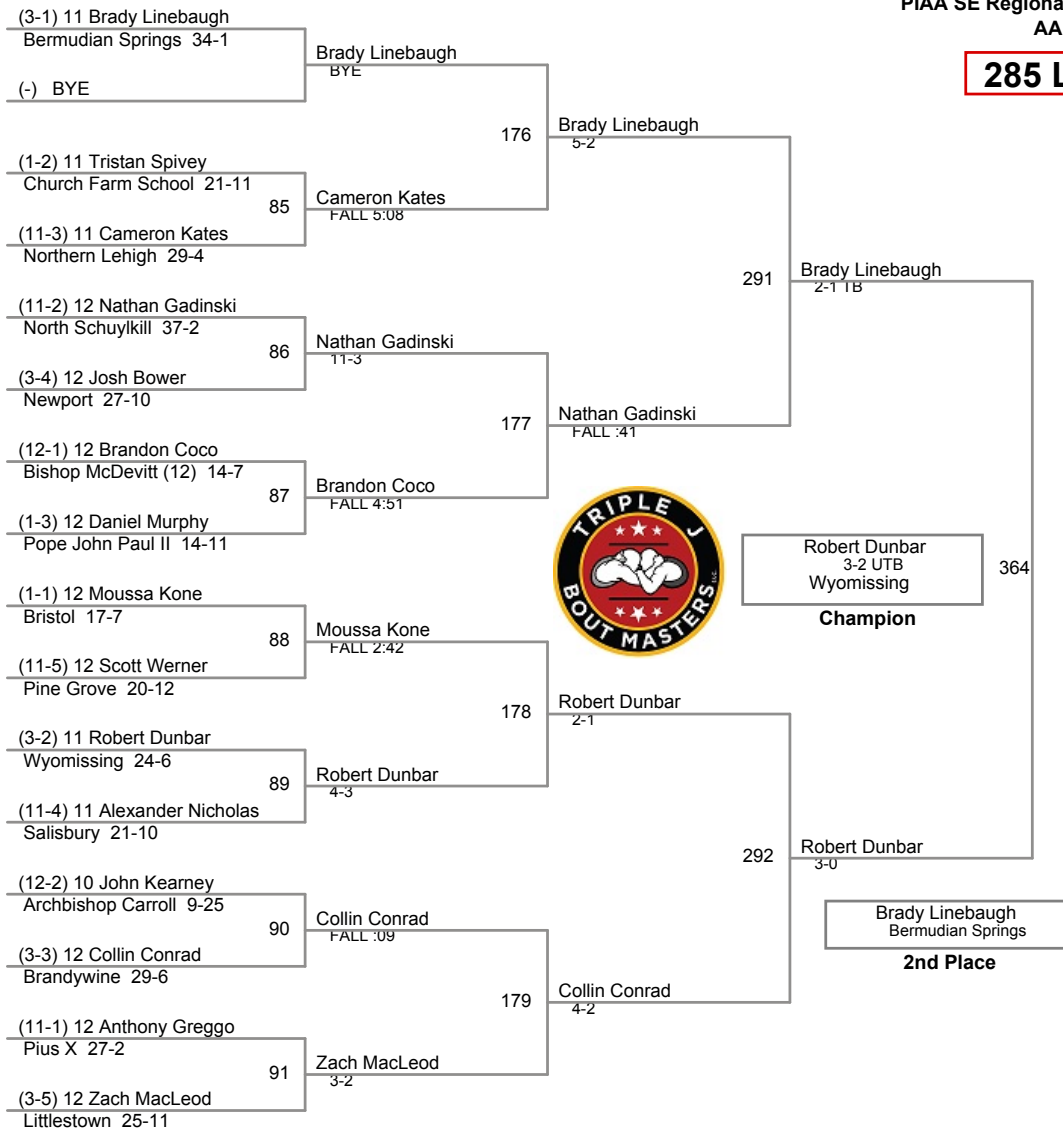 PIAA SE Regiona
AA
285 L
(3-1) 11 Brady Linebaugh
Bermudian Springs 34-1
(-) BYE
(1-2) 11 Tristan Spivey
Church Farm School 21-11
(11-3) 11 Cameron Kates
Northern Lehigh 29-4
(11-2) 12 Nathan Gadinski
North Schuylkill 37-2
(3-4) 12 Josh Bower
Newport 27-10
(12-1) 12 Brandon Coco
Bishop McDevitt (12) 14-7
(1-3) 12 Daniel Murphy
Pope John Paul II 14-11
(1-1) 12 Moussa Kone
Bristol 17-7
(11-5) 12 Scott Werner
Pine Grove 20-12
(3-2) 11 Robert Dunbar
Wyomissing 24-6
(11-4) 11 Alexander Nicholas
Salisbury 21-10
(12-2) 10 John Kearney
Archbishop Carroll 9-25
(3-3) 12 Collin Conrad
Brandywine 29-6
(11-1) 12 Anthony Greggo
Pius X 27-2
(3-5) 12 Zach MacLeod
Littlestown 25-11
85
86
87
88
89
90
91
Brady Linebaugh
BYE
Cameron Kates
FALL 5:08
Nathan Gadinski
11-3
Brandon Coco
FALL 4:51
Moussa Kone
FALL 2:42
Robert Dunbar
4-3
Collin Conrad
FALL :09
Zach MacLeod
3-2
176
177
178
179
Brady Linebaugh
5-2
Nathan Gadinski
FALL :41
Robert Dunbar
2-1
Collin Conrad
4-2
291
292
Brady Linebaugh
2-1 TB
Robert Dunbar
3-0
TRIPLE J
BOUT MASTERS LLC.
364
Robert Dunbar
3-2 UTB
Wyomissing
Champion
Brady Linebaugh
Bermudian Springs
2nd Place